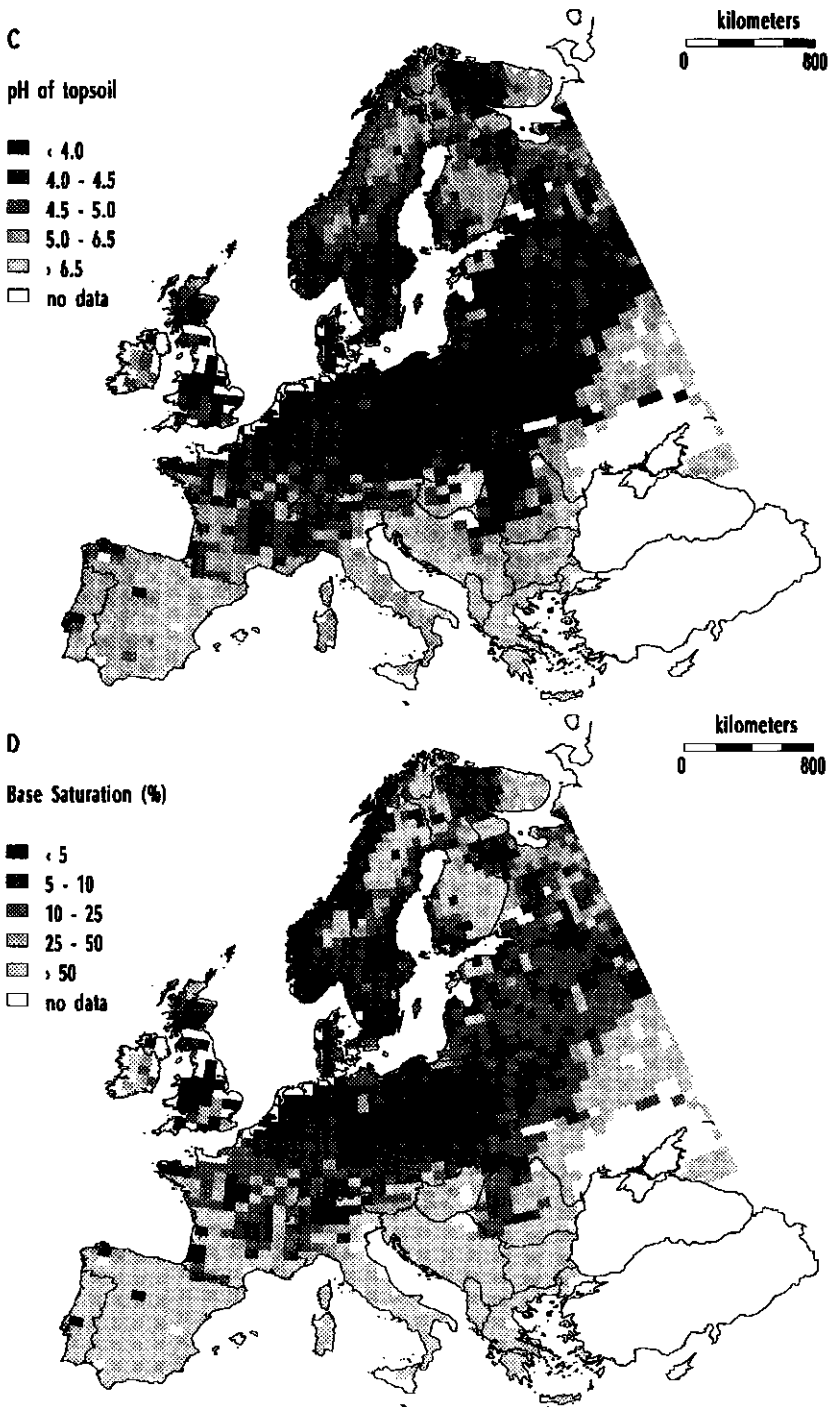 C
kilometers
0 800
pH of topsoil
‹ 4.0
4.0 - 4.5
4.5 - 5.0
5.0 - 6.5
› 6.5
no data
D
kilometers
0 800
Base Saturation (%)
‹ 5
5 - 10
10 - 25
25 - 50
› 50
no data